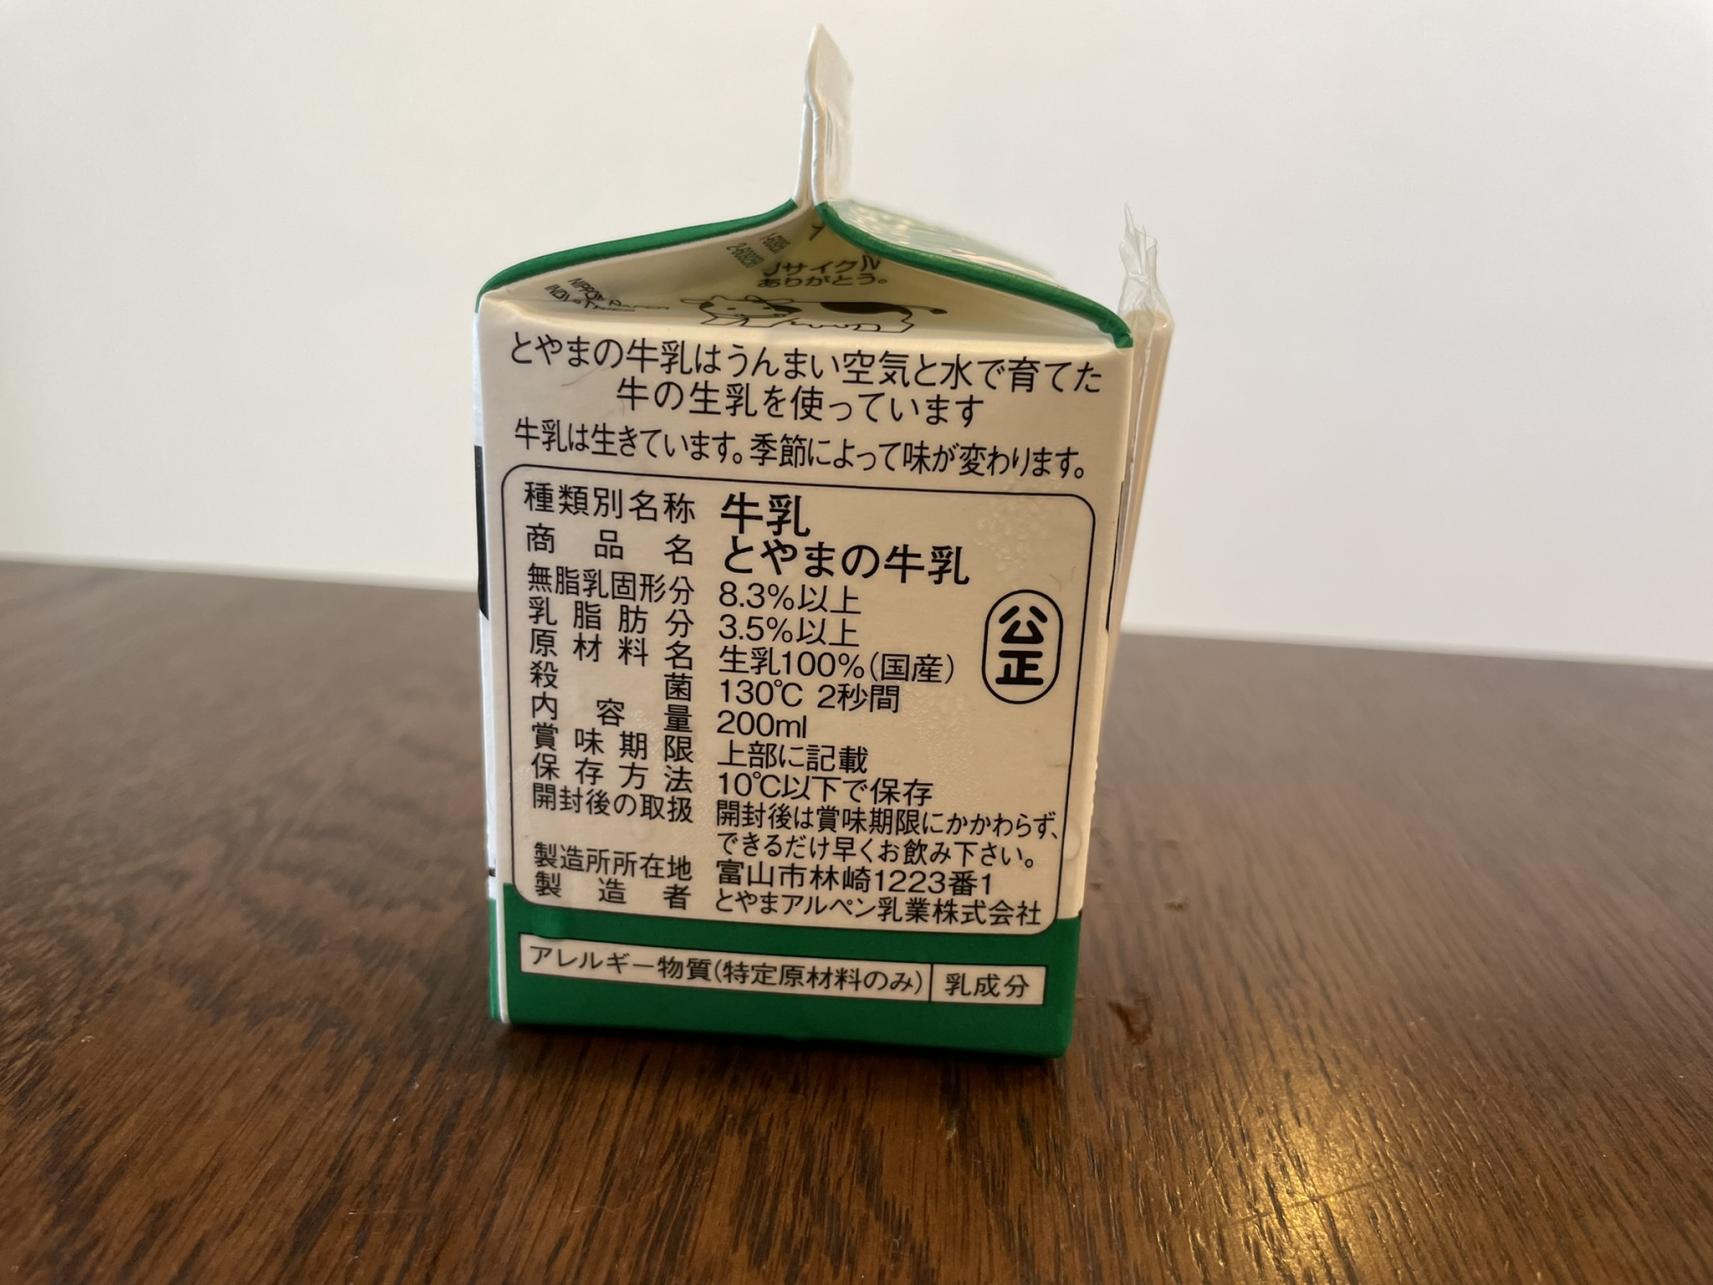 リサイクル
ありがとう。
とやまの牛乳はうんまい空気と水で育てた
牛の生乳を使っています
牛乳は生きています。季節によって味が変わります。
種類別名称 牛乳
商品名 とやまの牛乳
無脂乳固形分 8.3%以上
乳脂肪分 3.5%以上
原材料名 生乳100%(国産)
殺菌 130℃ 2秒間
内容量 200ml
賞味期限 上部に記載
保存方法 10℃以下で保存
開封後の取扱 開封後は賞味期限にかかわらず、
できるだけ早くお飲み下さい。
製造所所在地 富山市林崎1223番1
製造者 とやまアルペン乳業株式会社
公正
アレルギー物質(特定原材料のみ) 乳成分